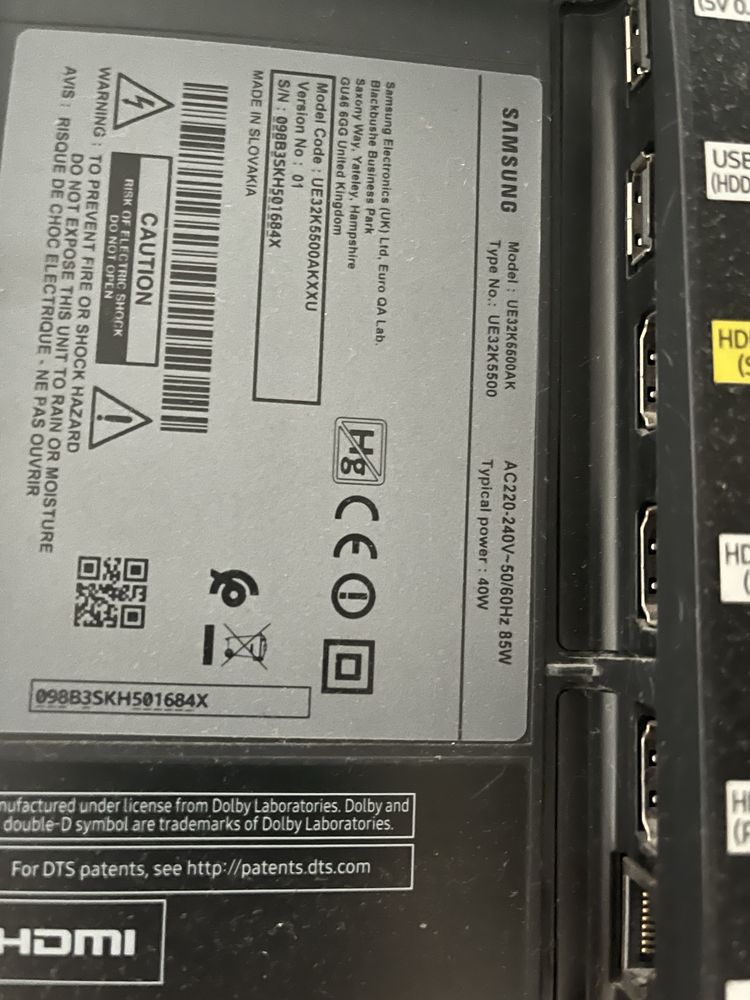 SAMSUNG
Model : UE32K5500AK
Type No.: UE32K5500
AC220-240V~50/60Hz 85W
Typical power : 40W
Samsung Electronics (UK) Ltd, Euro QA Lab.
Blackbushe Business Park
Saxony Way, Yateley, Hampshire
GU46 6GG United Kingdom
Model Code : UE32K5500AKXXU
Version No : 01
S/N : 098B3SKH501684X
MADE IN SLOVAKIA
Hg
CE
CAUTION
RISK OF ELECTRIC SHOCK
DO NOT OPEN
WARNING : TO PREVENT FIRE OR SHOCK HAZARD
DO NOT EXPOSE THIS UNIT TO RAIN OR MOISTURE
AVIS : RISQUE DE CHOC ELECTRIQUE - NE PAS OUVRIR
098B3SKH501684X
nufactured under license from Dolby Laboratories. Dolby and
double-D symbol are trademarks of Dolby Laboratories.
For DTS patents, see http://patents.dts.com
HDMI
USB
(HDD